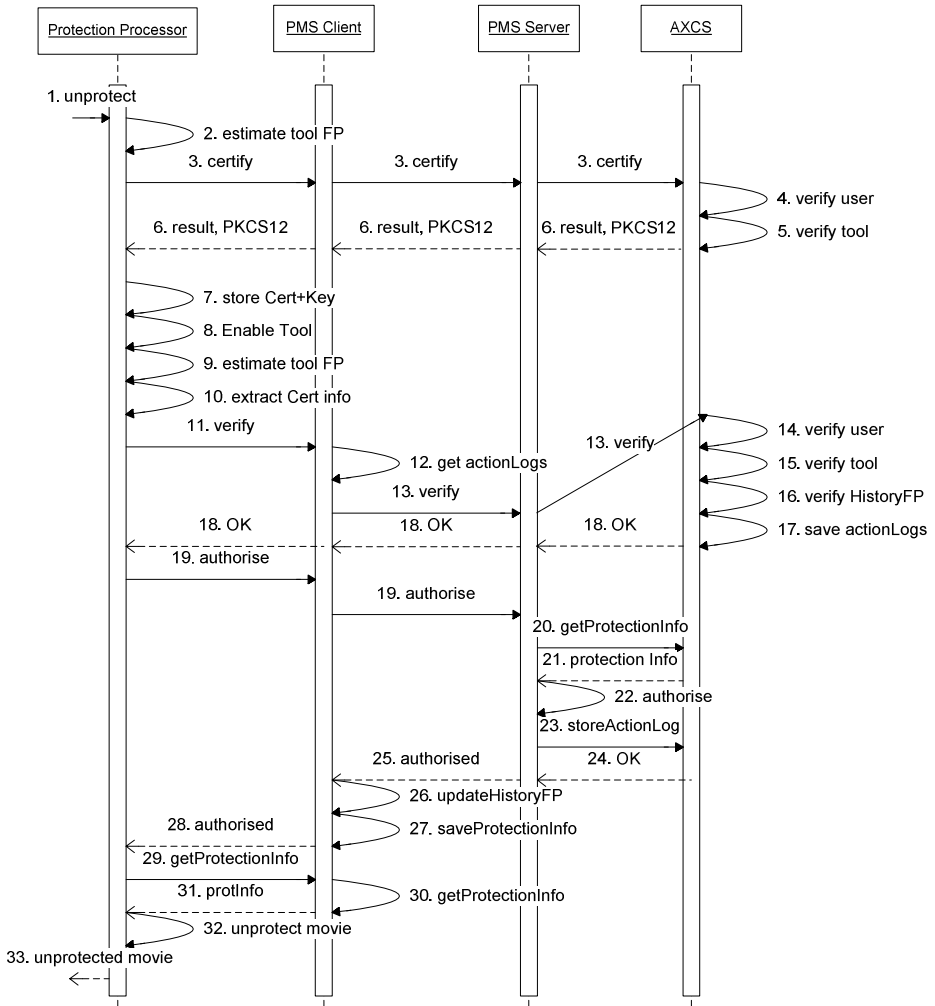 Protection Processor
PMS Client
PMS Server
AXCS
1. unprotect
2. estimate tool FP
3. certify
3. certify
3. certify
4. verify user
5. verify tool
6. result, PKCS12
6. result, PKCS12
6. result, PKCS12
7. store Cert+Key
8. Enable Tool
9. estimate tool FP
10. extract Cert info
11. verify
12. get actionLogs
13. verify
13. verify
14. verify user
15. verify tool
16. verify HistoryFP
17. save actionLogs
18. OK
18. OK
18. OK
19. authorise
19. authorise
20. getProtectionInfo
21. protection Info
22. authorise
23. storeActionLog
24. OK
25. authorised
26. updateHistoryFP
27. saveProtectionInfo
28. authorised
29. getProtectionInfo
30. getProtectionInfo
31. protInfo
32. unprotect movie
33. unprotected movie